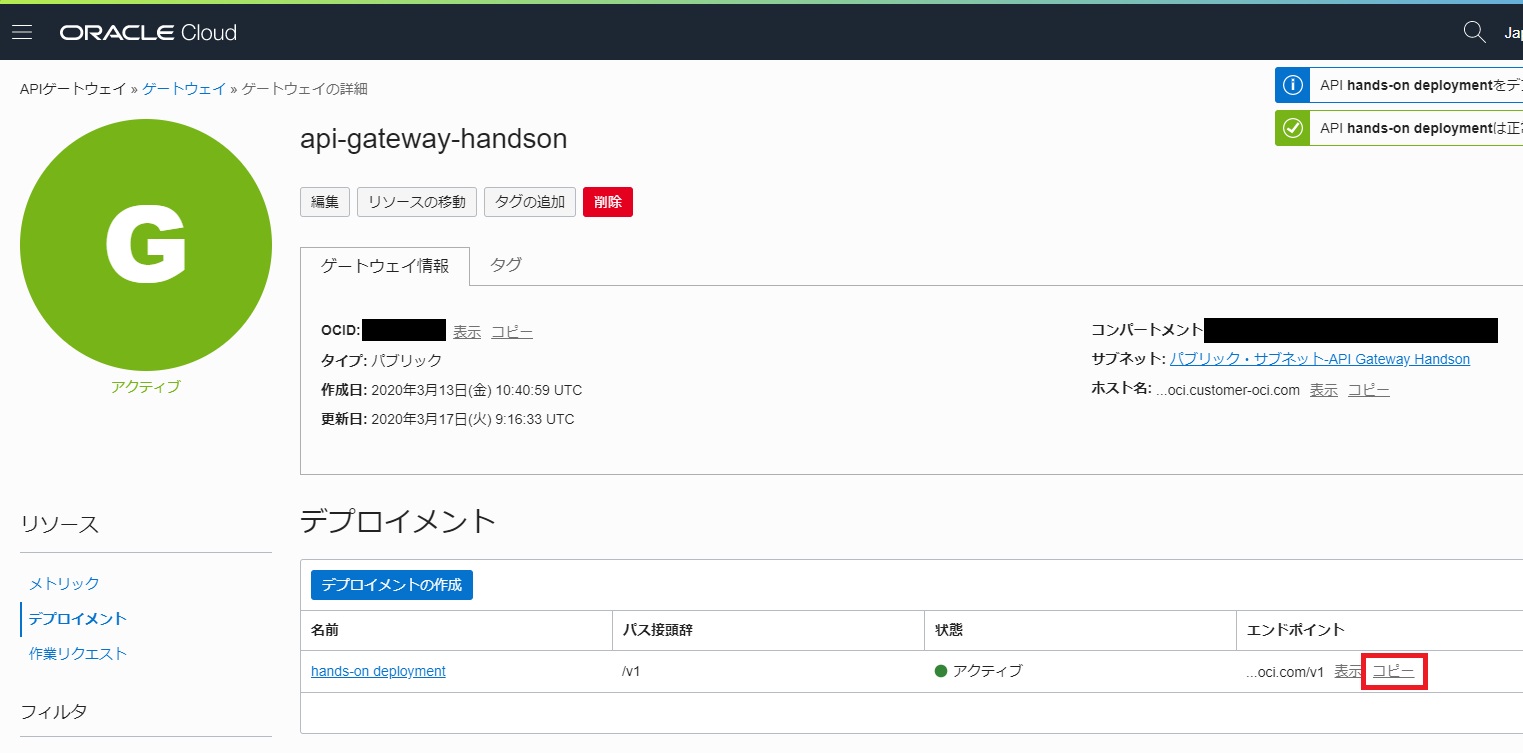 ORACLE Cloud
Jap
APIゲートウェイ » ゲートウェイ » ゲートウェイの詳細
API hands-on deploymentをデプ
API hands-on deploymentは正常
G
アクティブ
api-gateway-handson
編集 リソースの移動 タグの追加 削除
ゲートウェイ情報 タグ
OCID: 表示 コピー
タイプ: パブリック
作成日: 2020年3月13日(金) 10:40:59 UTC
更新日: 2020年3月17日(火) 9:16:33 UTC
コンパートメント
サブネット: パブリック・サブネット-API Gateway Handson
ホスト名: ...oci.customer-oci.com 表示 コピー
リソース
メトリック
デプロイメント
作業リクエスト
フィルタ
デプロイメント
デプロイメントの作成
名前 パス接頭辞 状態 エンドポイント
hands-on deployment /v1 アクティブ ...oci.com/v1 表示 コピー